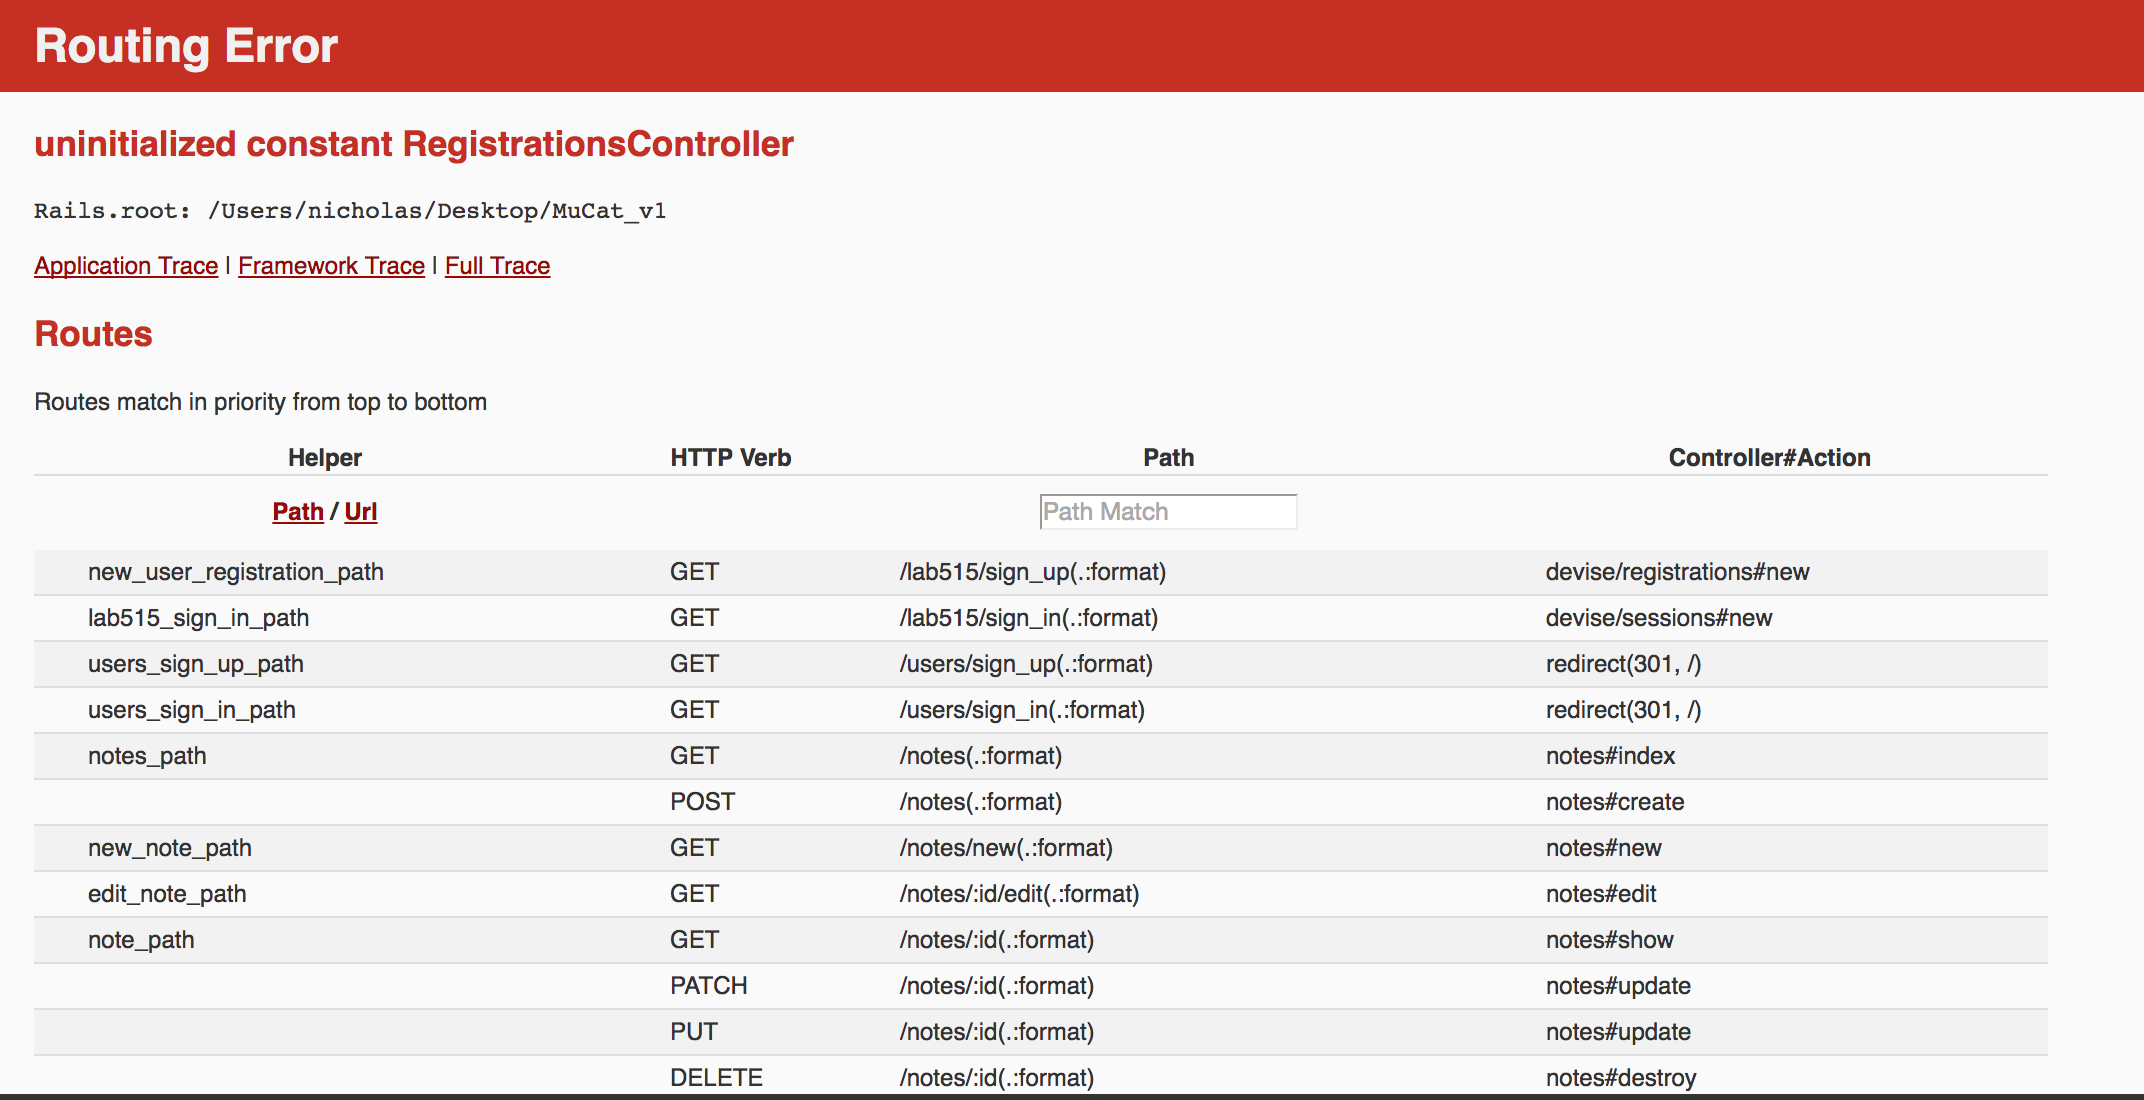 Routing Error
uninitialized constant RegistrationsController
Rails.root: /Users/nicholas/Desktop/MuCat_v1
Application Trace | Framework Trace | Full Trace
Routes
Routes match in priority from top to bottom
Helper HTTP Verb Path Controller#Action
Path / Url Path Match
new_user_registration_path GET /lab515/sign_up(.:format) devise/registrations#new
lab515_sign_in_path GET /lab515/sign_in(.:format) devise/sessions#new
users_sign_up_path GET /users/sign_up(.:format) redirect(301, /)
users_sign_in_path GET /users/sign_in(.:format) redirect(301, /)
notes_path GET /notes(.:format) notes#index
POST /notes(.:format) notes#create
new_note_path GET /notes/new(.:format) notes#new
edit_note_path GET /notes/:id/edit(.:format) notes#edit
note_path GET /notes/:id(.:format) notes#show
PATCH /notes/:id(.:format) notes#update
PUT /notes/:id(.:format) notes#update
DELETE /notes/:id(.:format) notes#destroy